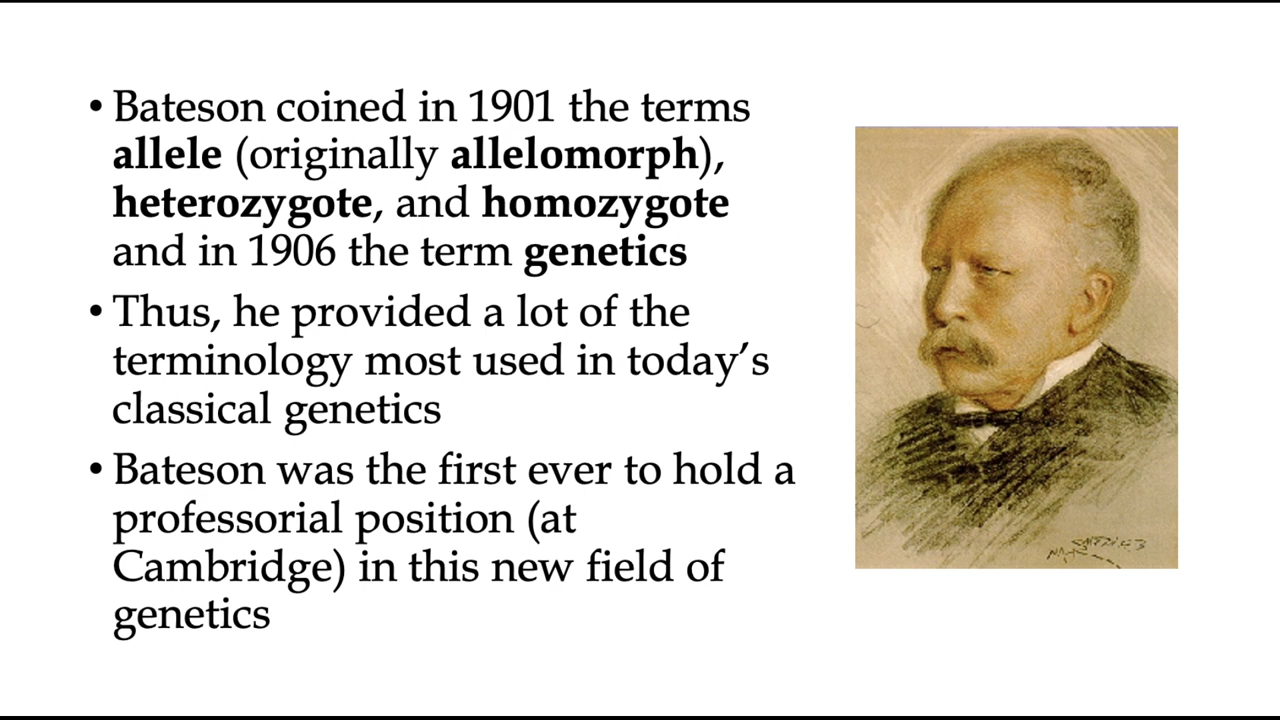 • Bateson coined in 1901 the terms
allele (originally allelomorph),
heterozygote, and homozygote
and in 1906 the term genetics
• Thus, he provided a lot of the
terminology most used in today’s
classical genetics
• Bateson was the first ever to hold a
professorial position (at
Cambridge) in this new field of
genetics